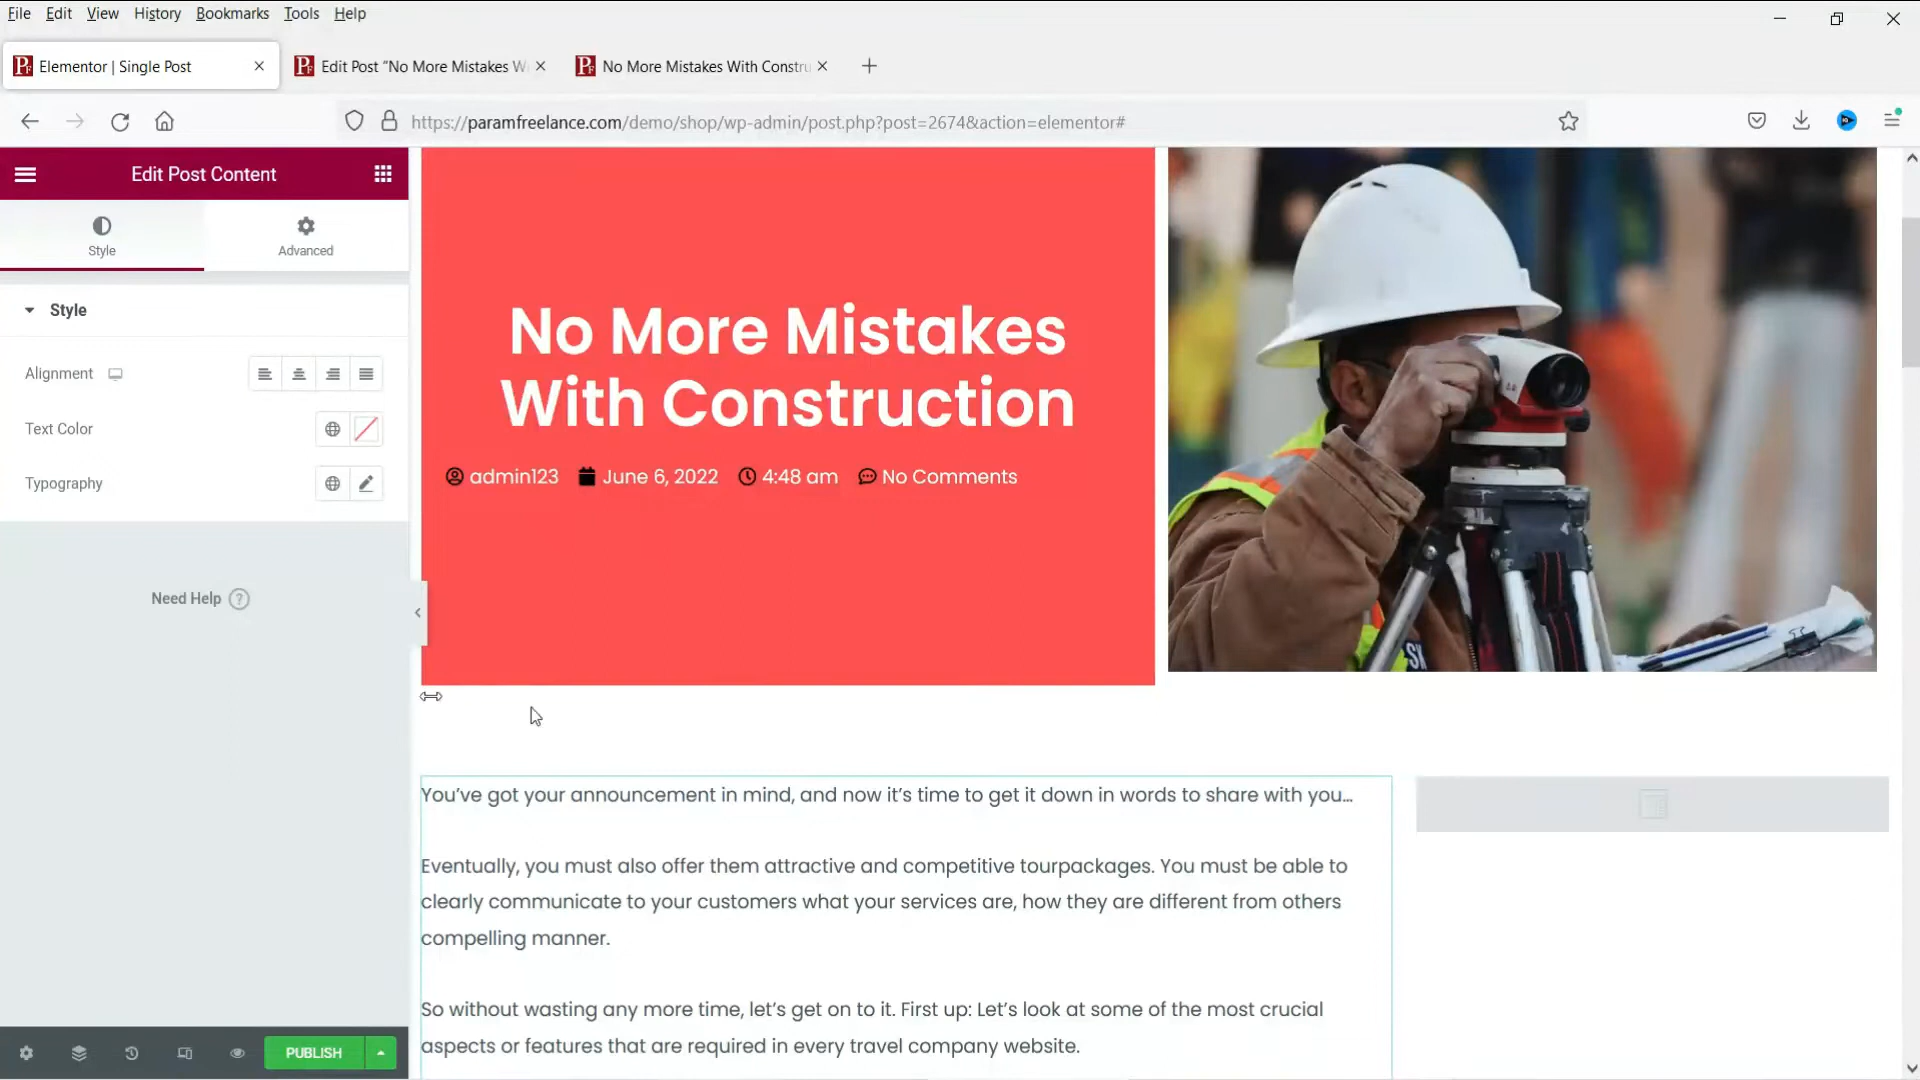 File Edit View History Bookmarks Tools Help
Elementor | Single Post
Edit Post “No More Mistakes W
No More Mistakes With Constru
https://paramfreelance.com/demo/shop/wp-admin/post.php?post=2674&action=elementor#
Edit Post Content
Style
Advanced
Style
Alignment
Text Color
Typography
Need Help ?
PUBLISH
No More Mistakes
With Construction
admin123 June 6, 2022 4:48 am No Comments
You’ve got your announcement in mind, and now it’s time to get it down in words to share with you…
Eventually, you must also offer them attractive and competitive tourpackages. You must be able to
clearly communicate to your customers what your services are, how they are different from others
compelling manner.
So without wasting any more time, let’s get on to it. First up: Let’s look at some of the most crucial
aspects or features that are required in every travel company website.